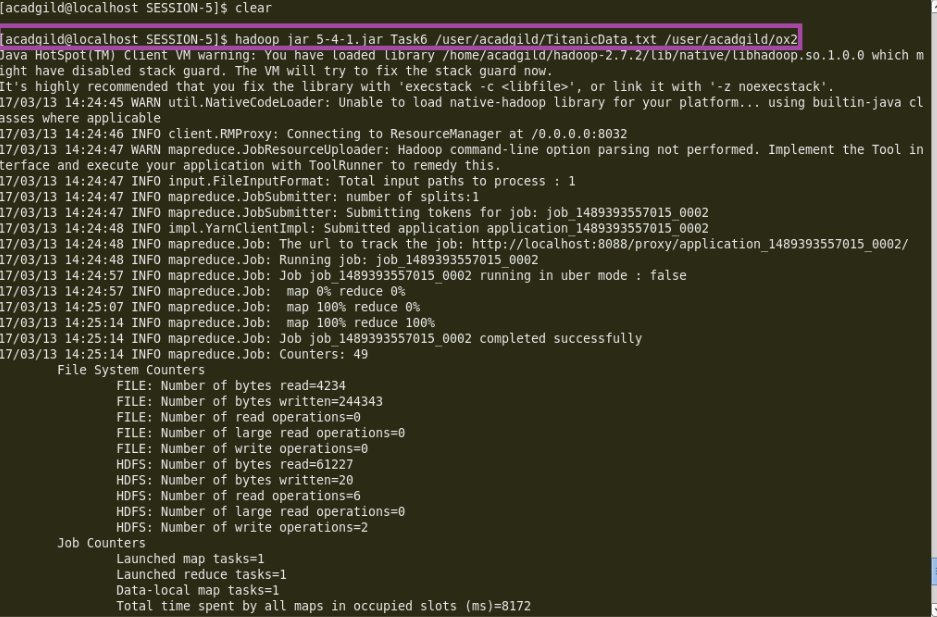 [acadgild@localhost SESSION-5]$ clear
[acadgild@localhost SESSION-5]$ hadoop jar 5-4-1.jar Task6 /user/acadgild/TitanicData.txt /user/acadgild/ox2
Java HotSpot(TM) Client VM warning: You have loaded library /home/acadgild/hadoop-2.7.2/lib/native/libhadoop.so.1.0.0 which m
ight have disabled stack guard. The VM will try to fix the stack guard now.
It's highly recommended that you fix the library with 'execstack -c <libfile>', or link it with '-z noexecstack'.
17/03/13 14:24:45 WARN util.NativeCodeLoader: Unable to load native-hadoop library for your platform... using builtin-java cl
asses where applicable
17/03/13 14:24:46 INFO client.RMProxy: Connecting to ResourceManager at /0.0.0.0:8032
17/03/13 14:24:47 WARN mapreduce.JobResourceUploader: Hadoop command-line option parsing not performed. Implement the Tool in
terface and execute your application with ToolRunner to remedy this.
17/03/13 14:24:47 INFO input.FileInputFormat: Total input paths to process : 1
17/03/13 14:24:47 INFO mapreduce.JobSubmitter: number of splits:1
17/03/13 14:24:47 INFO mapreduce.JobSubmitter: Submitting tokens for job: job_1489393557015_0002
17/03/13 14:24:48 INFO impl.YarnClientImpl: Submitted application application_1489393557015_0002
17/03/13 14:24:48 INFO mapreduce.Job: The url to track the job: http://localhost:8088/proxy/application_1489393557015_0002/
17/03/13 14:24:48 INFO mapreduce.Job: Running job: job_1489393557015_0002
17/03/13 14:24:57 INFO mapreduce.Job: Job job_1489393557015_0002 running in uber mode : false
17/03/13 14:24:57 INFO mapreduce.Job:  map 0% reduce 0%
17/03/13 14:25:07 INFO mapreduce.Job:  map 100% reduce 0%
17/03/13 14:25:14 INFO mapreduce.Job:  map 100% reduce 100%
17/03/13 14:25:14 INFO mapreduce.Job: Job job_1489393557015_0002 completed successfully
17/03/13 14:25:14 INFO mapreduce.Job: Counters: 49
File System Counters
FILE: Number of bytes read=4234
FILE: Number of bytes written=244343
FILE: Number of read operations=0
FILE: Number of large read operations=0
FILE: Number of write operations=0
HDFS: Number of bytes read=61227
HDFS: Number of bytes written=20
HDFS: Number of read operations=6
HDFS: Number of large read operations=0
HDFS: Number of write operations=2
Job Counters
Launched map tasks=1
Launched reduce tasks=1
Data-local map tasks=1
Total time spent by all maps in occupied slots (ms)=8172